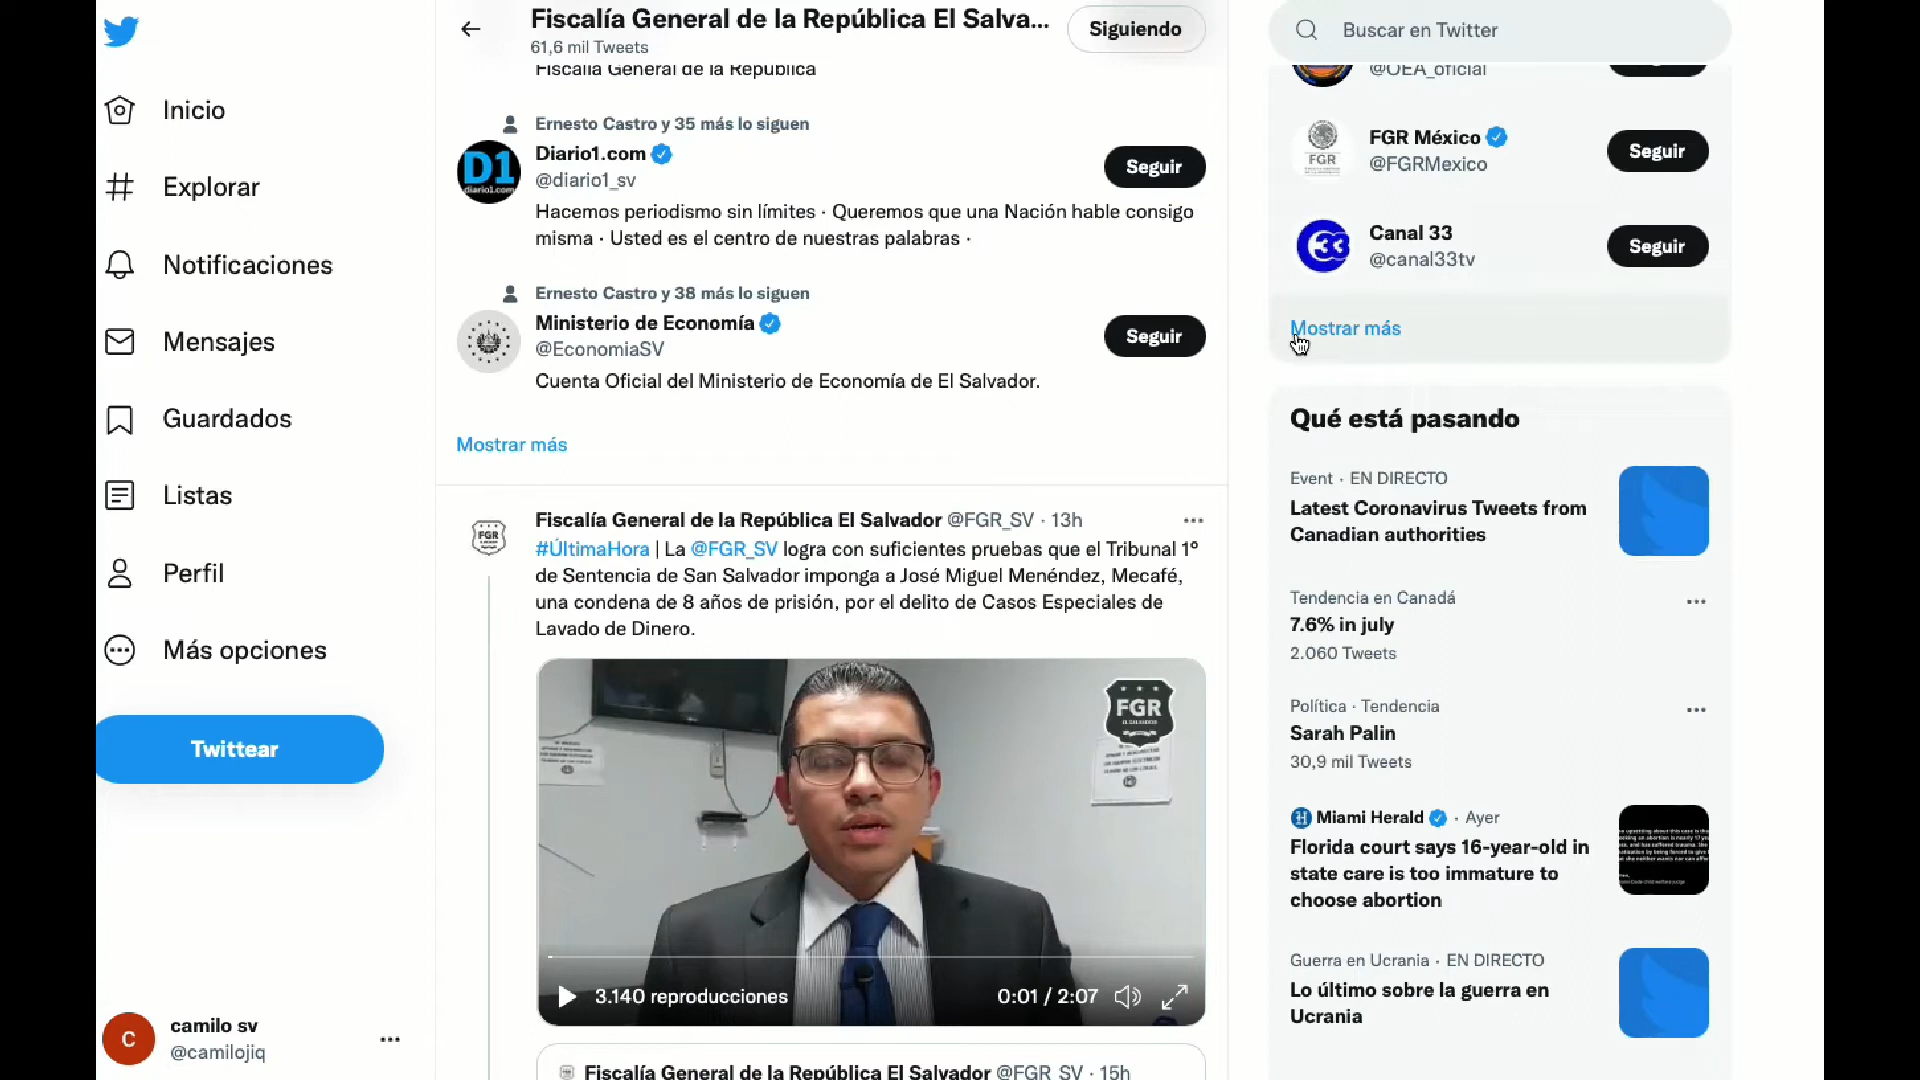 Inicio
Explorar
Notificaciones
Mensajes
Guardados
Listas
Perfil
Más opciones
Twittear
C
camilo sv
@camilojiq
Fiscalía General de la República El Salva...
61,6 mil Tweets
Siguiendo
Fiscalía General de la República
Ernesto Castro y 35 más lo siguen
D1
diario1.com
Diario1.com
@diario1_sv
Seguir
Hacemos periodismo sin límites · Queremos que una Nación hable consigo
misma · Usted es el centro de nuestras palabras ·
Ernesto Castro y 38 más lo siguen
Ministerio de Economía
@EconomiaSV
Seguir
Cuenta Oficial del Ministerio de Economía de El Salvador.
Mostrar más
FGR
Fiscalía General de la República El Salvador @FGR_SV · 13h
#ÚltimaHora | La @FGR_SV logra con suficientes pruebas que el Tribunal 1º
de Sentencia de San Salvador imponga a José Miguel Menéndez, Mecafé,
una condena de 8 años de prisión, por el delito de Casos Especiales de
Lavado de Dinero.
FGR
EL SALVADOR
3.140 reproducciones
0:01 / 2:07
Fiscalía General de la República El Salvador @FGR_SV · 15h
Buscar en Twitter
@OEA_oficial
FGR
FGR México
@FGRMexico
Seguir
33
Canal 33
@canal33tv
Seguir
Mostrar más
Qué está pasando
Event · EN DIRECTO
Latest Coronavirus Tweets from
Canadian authorities
Tendencia en Canadá
7.6% in july
2.060 Tweets
Política · Tendencia
Sarah Palin
30,9 mil Tweets
Miami Herald · Ayer
Florida court says 16-year-old in
state care is too immature to
choose abortion
Guerra en Ucrania · EN DIRECTO
Lo último sobre la guerra en
Ucrania